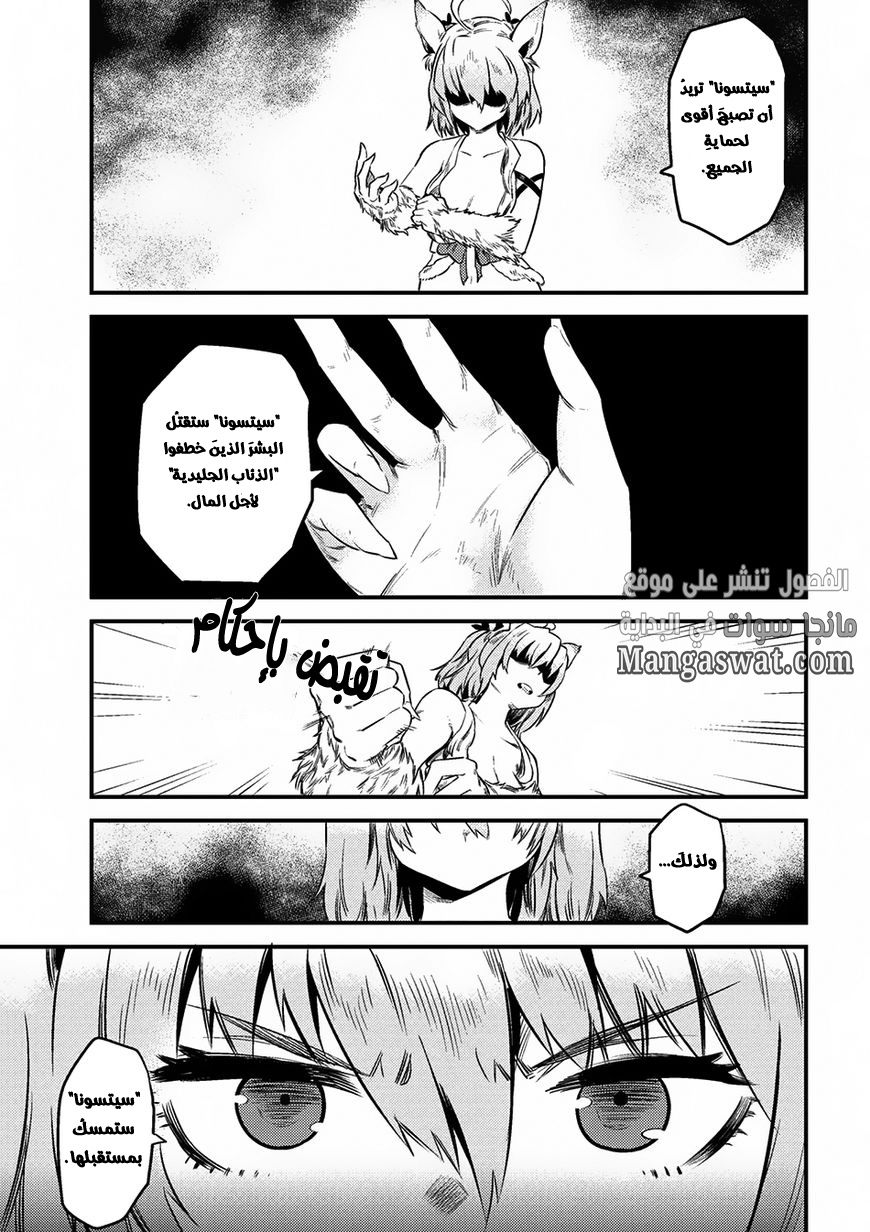 "سيتسونا" تريدُ
أن تصبحَ أقوى
لحمايةِ
الجميع.
"سيتسونا" ستقتُل
البشرَ الذينَ خطفوا
"الذئاب الجليدية"
لأجل المال.
الفصول تنشر على موقع
مانجا سوات في البداية
Mangaswat.com
تقبض بإحكام
ولذلكَ...
"سيتسونا"
ستمسكُ
بمستقبلها.